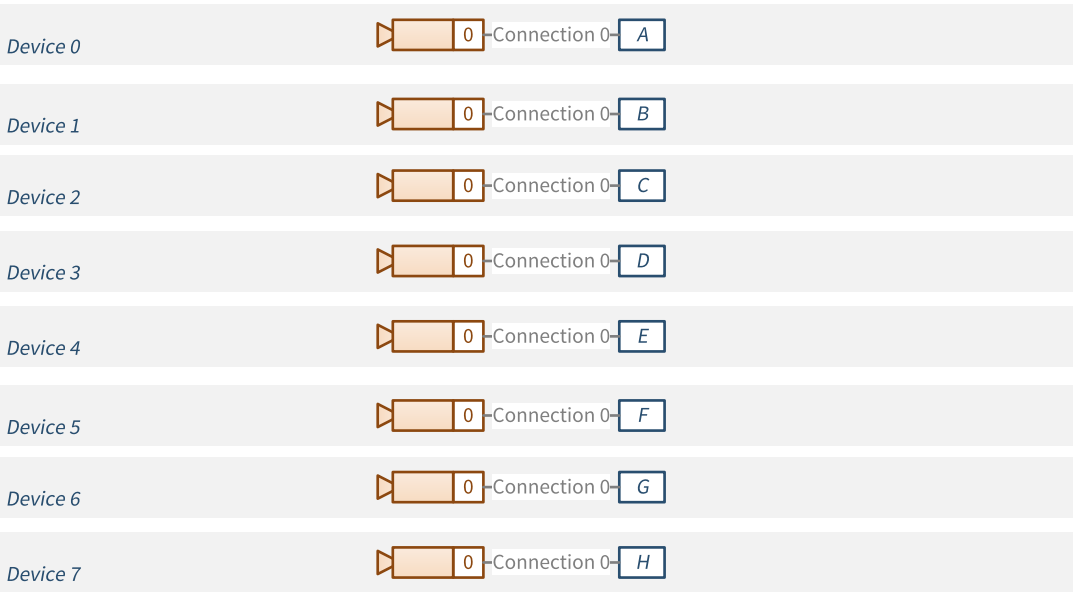 Device 0 0 Connection 0 A
Device 1 0 Connection 0 B
Device 2 0 Connection 0 C
Device 3 0 Connection 0 D
Device 4 0 Connection 0 E
Device 5 0 Connection 0 F
Device 6 0 Connection 0 G
Device 7 0 Connection 0 H